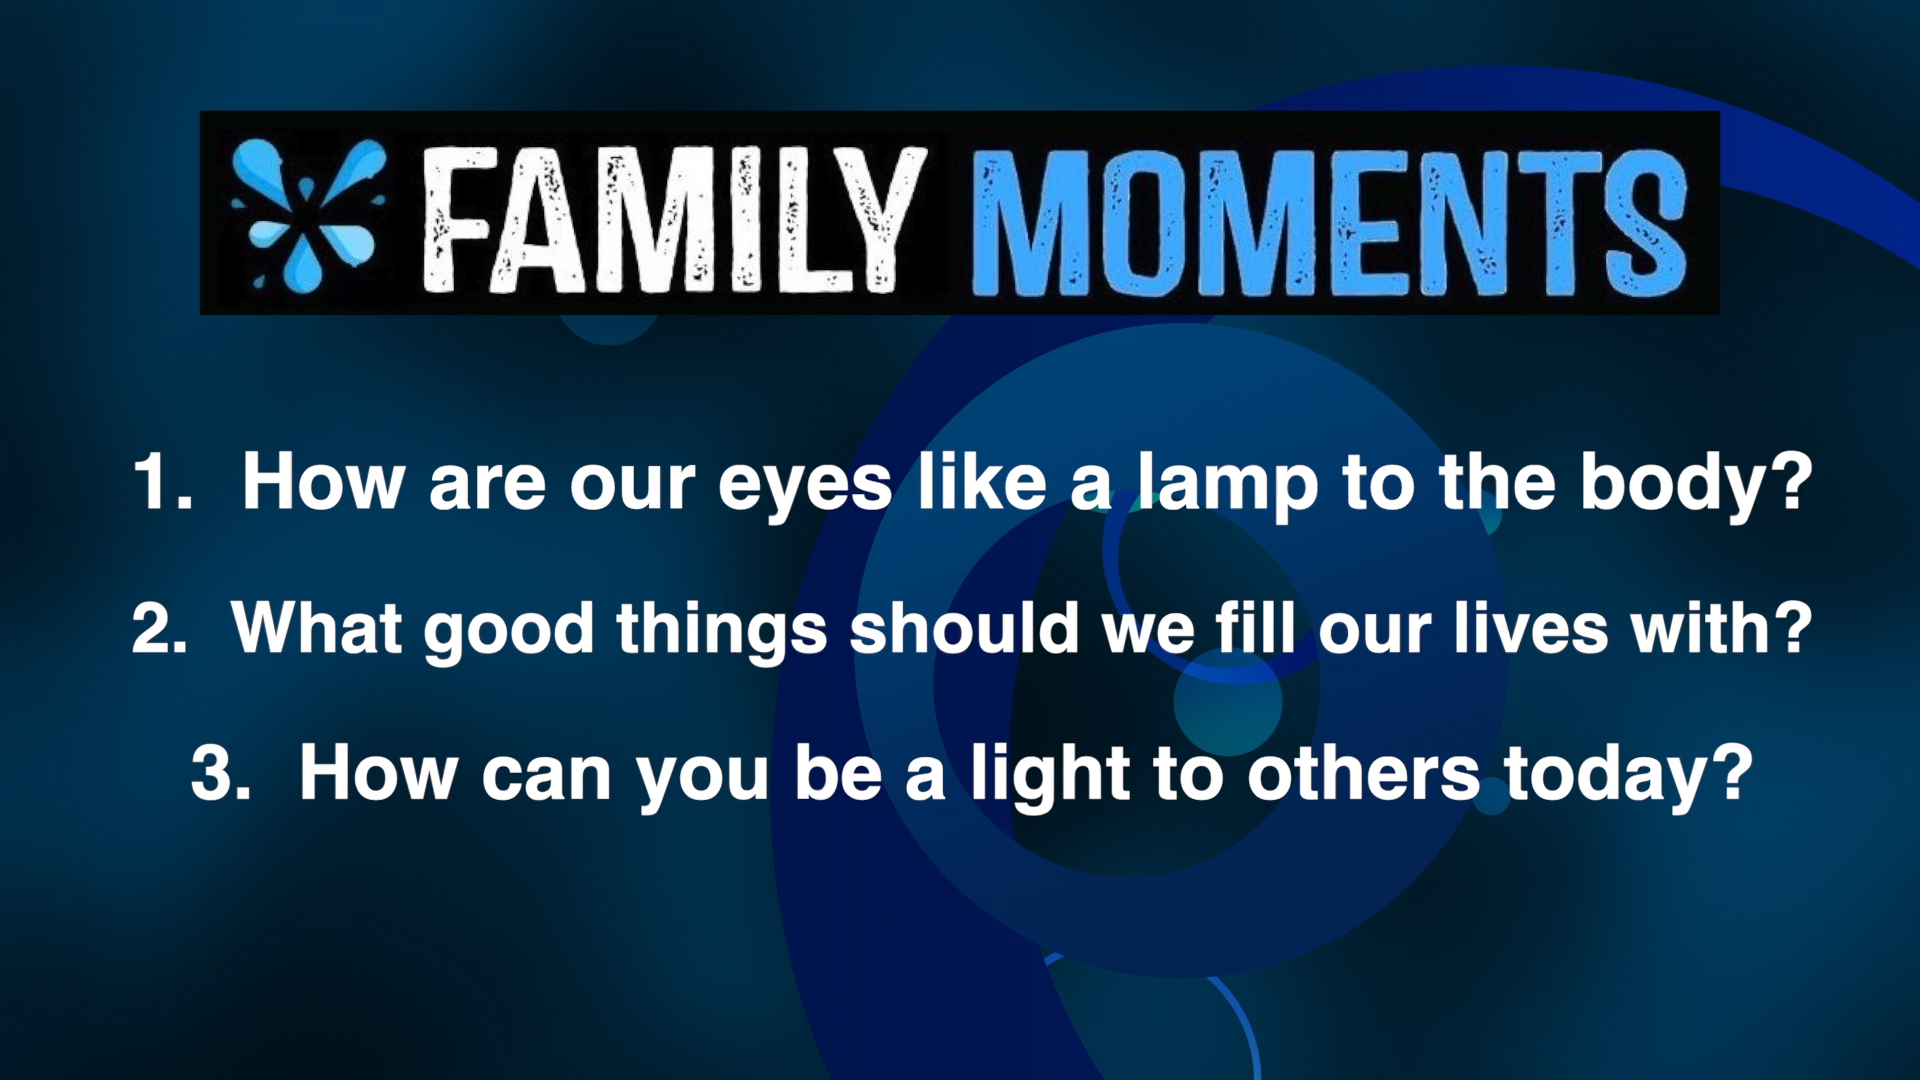 FAMILY MOMENTS
1. How are our eyes like a lamp to the body?
2. What good things should we fill our lives with?
3. How can you be a light to others today?